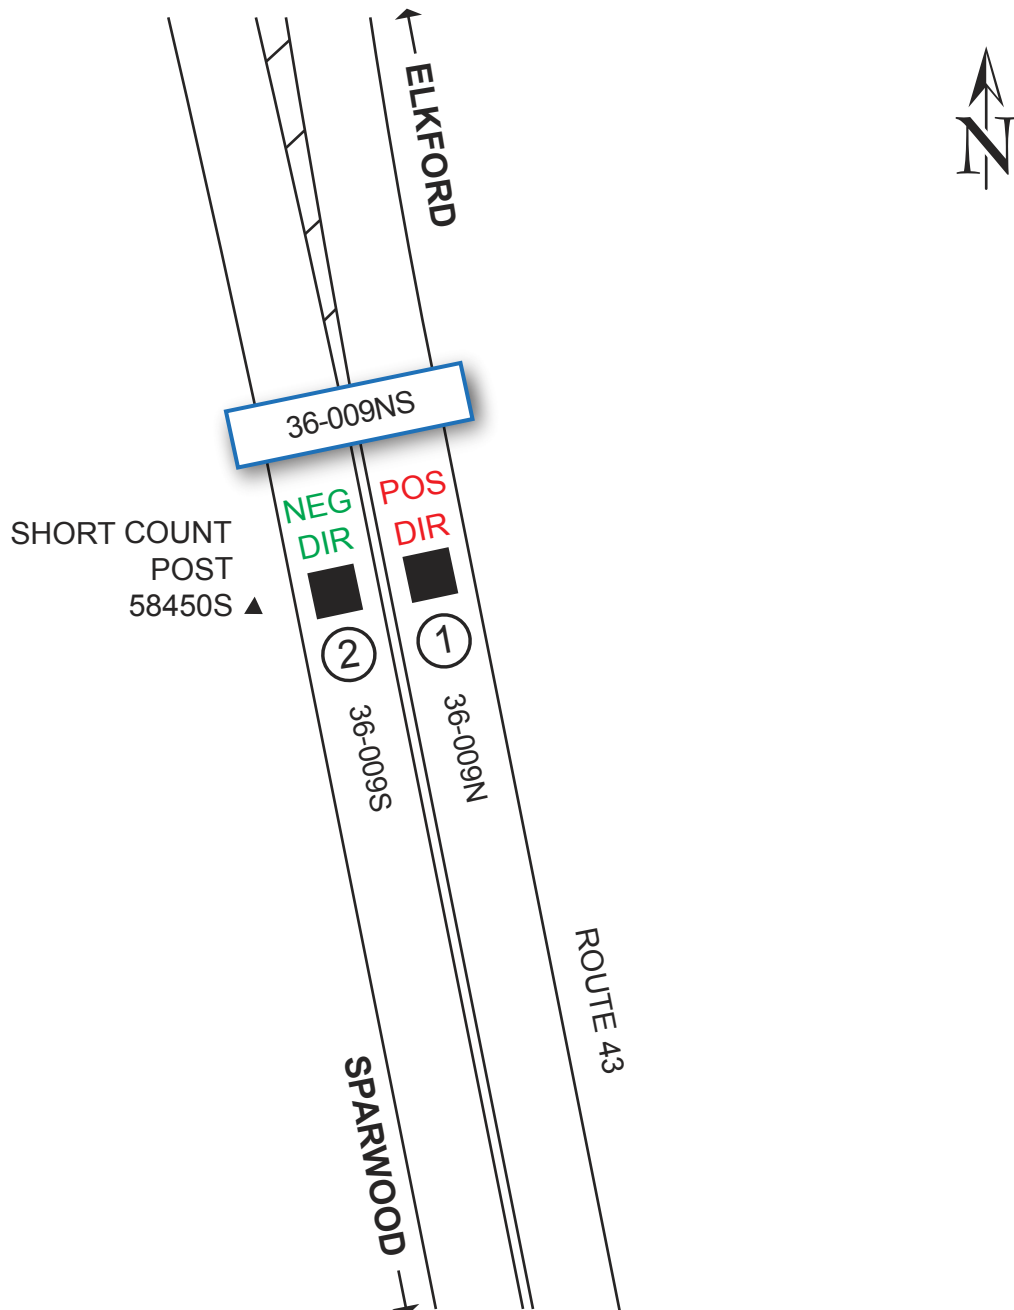 ELKFORD
N
36-009NS
NEG
DIR
POS
DIR
SHORT COUNT
POST
58450S
2
1
36-009S
36-009N
ROUTE 43
SPARWOOD